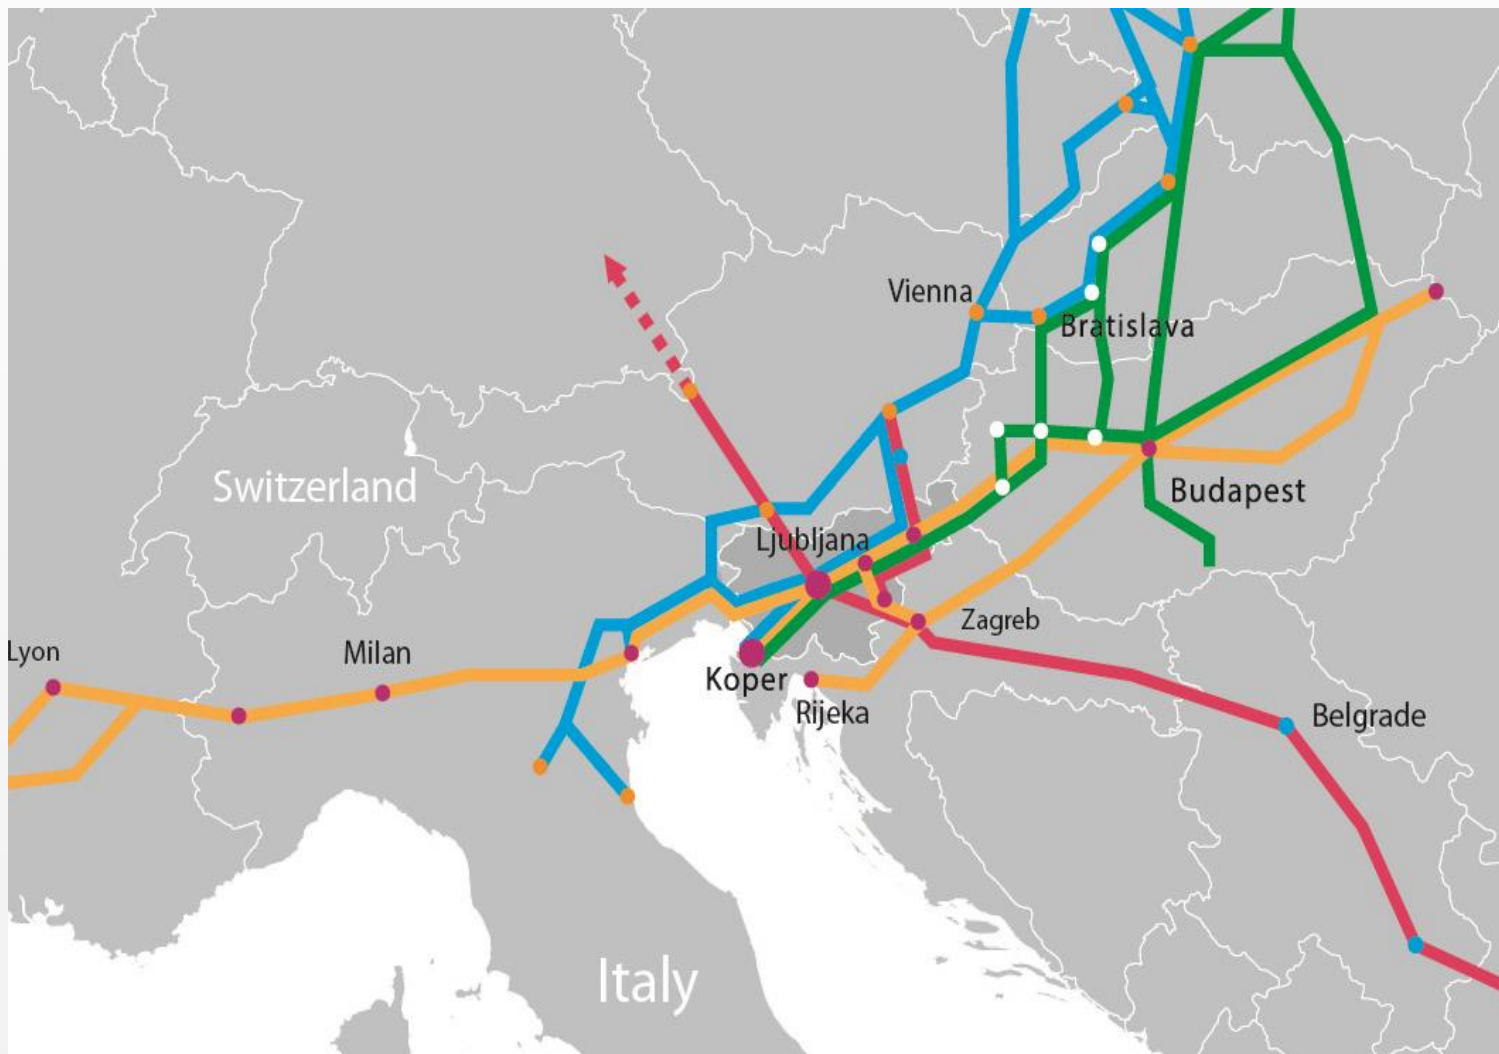 Vienna
Bratislava
Switzerland
Budapest
Ljubljana
Zagreb
Lyon
Milan
Koper
Rijeka
Belgrade
Italy